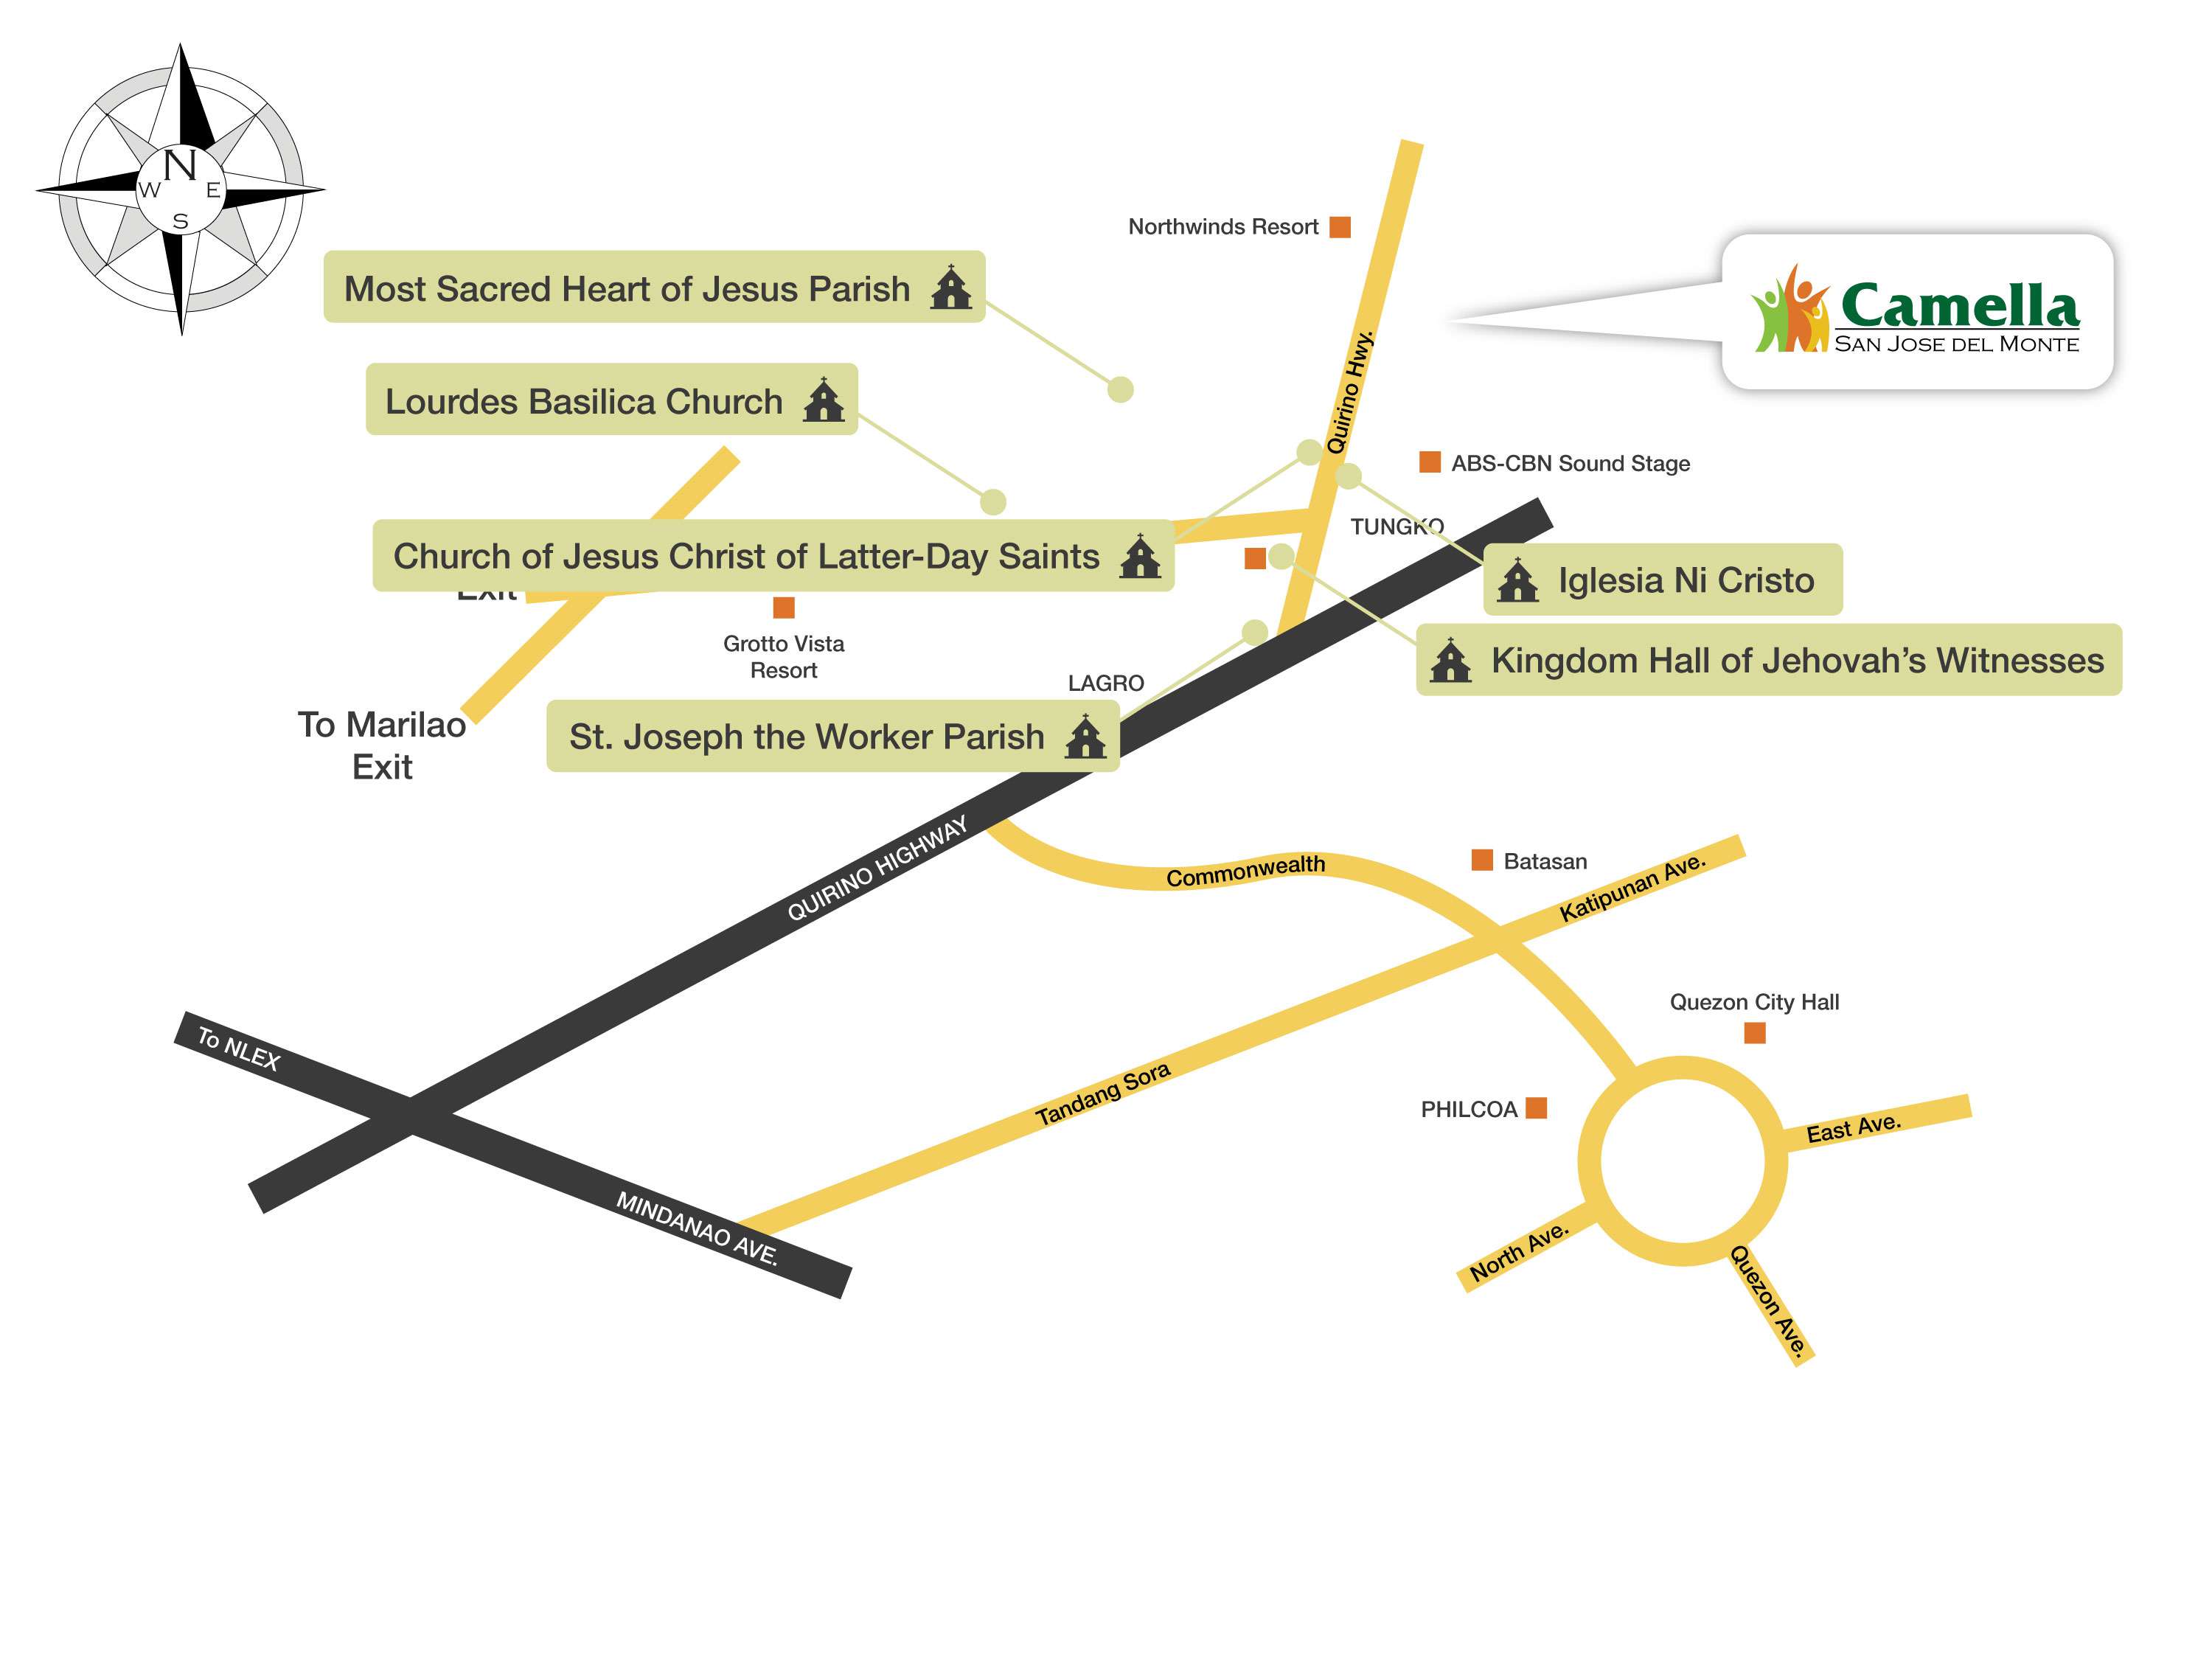 N
W E
S
Northwinds Resort
Most Sacred Heart of Jesus Parish
Camella
SAN JOSE DEL MONTE
Lourdes Basilica Church
Quirino Hwy.
ABS-CBN Sound Stage
TUNGKO
Church of Jesus Christ of Latter-Day Saints
Iglesia Ni Cristo
Exit
Grotto Vista
Resort
Kingdom Hall of Jehovah's Witnesses
LAGRO
To Marilao
Exit
St. Joseph the Worker Parish
QUIRINO HIGHWAY
Commonwealth
Batasan
Katipunan Ave.
Quezon City Hall
To NLEX
Tandang Sora
PHILCOA
East Ave.
MINDANAO AVE.
North Ave.
Quezon Ave.